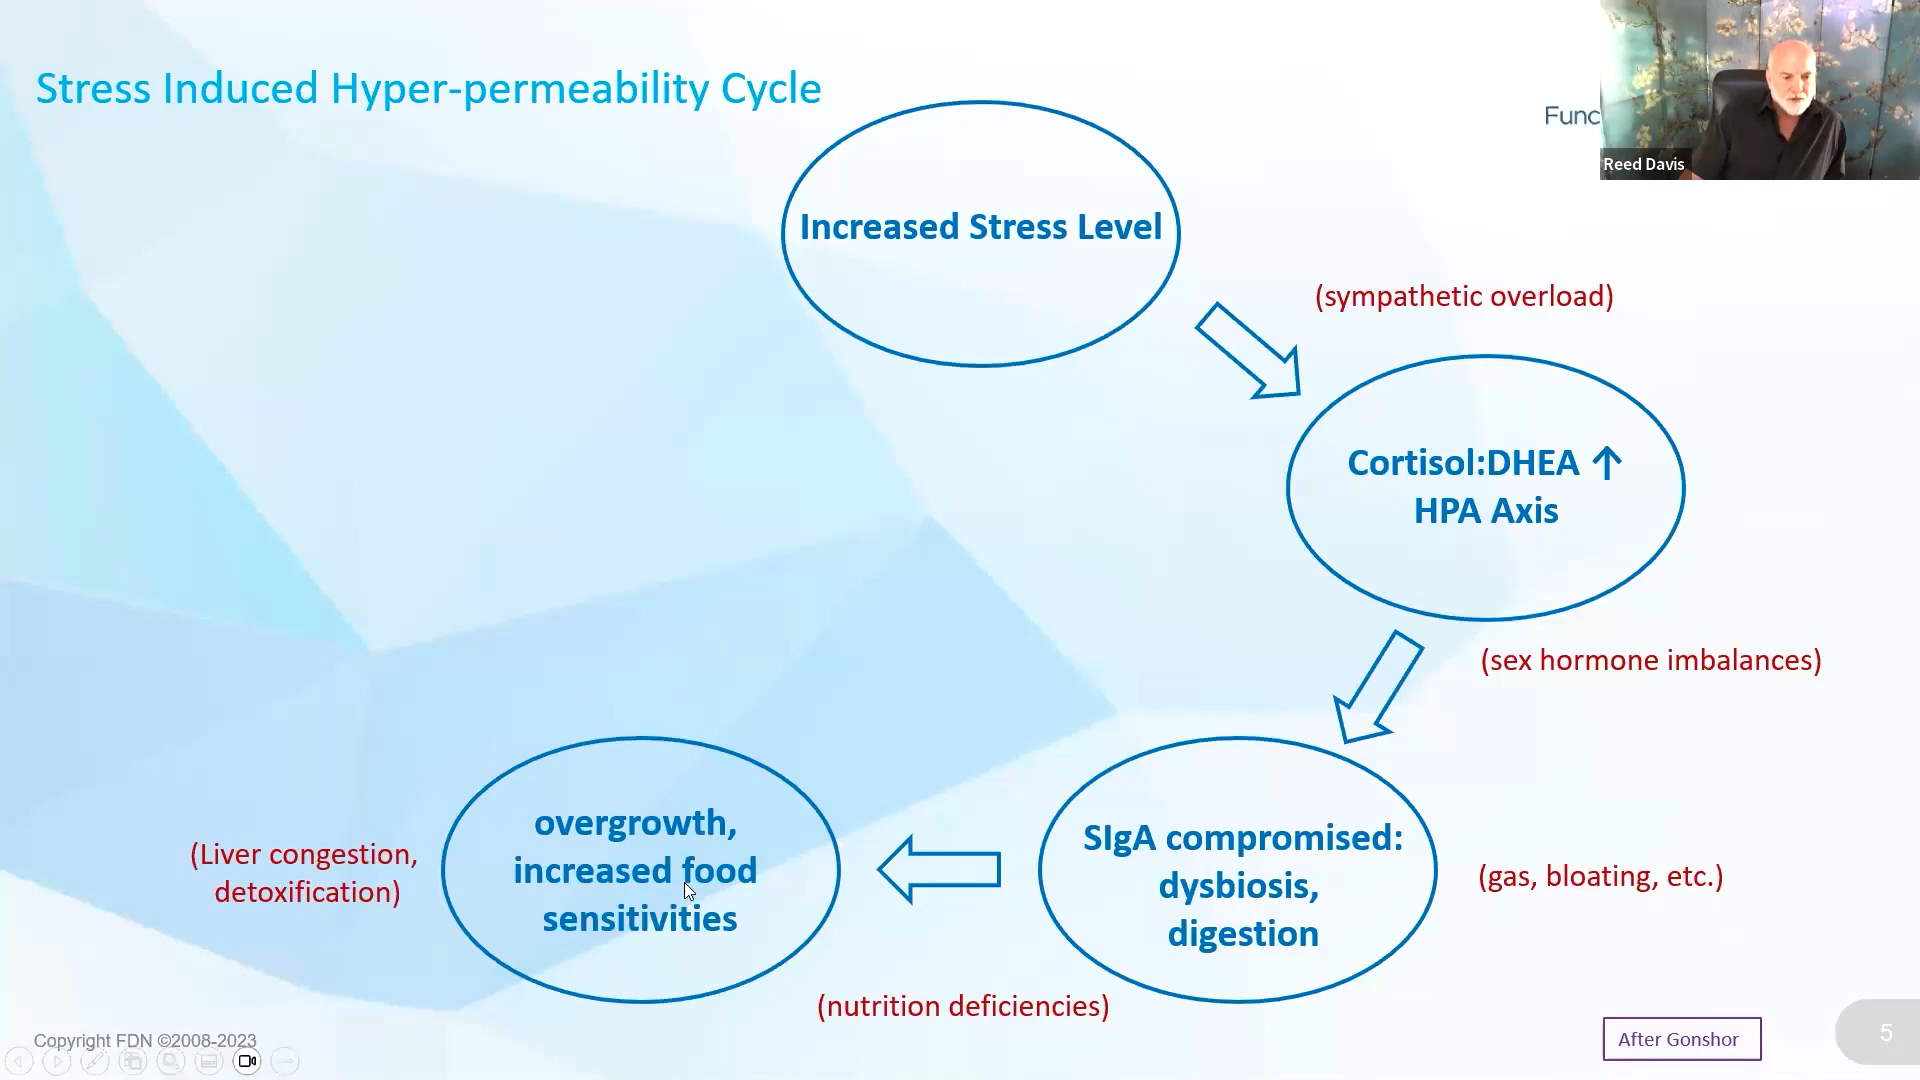 Stress Induced Hyper-permeability Cycle
Func
Reed Davis
Increased Stress Level
(sympathetic overload)
Cortisol:DHEA ↑
HPA Axis
(sex hormone imbalances)
SIgA compromised:
dysbiosis,
digestion
(gas, bloating, etc.)
overgrowth,
increased food
sensitivities
(Liver congestion,
detoxification)
(nutrition deficiencies)
Copyright FDN ©2008-2023
After Gonshor
5